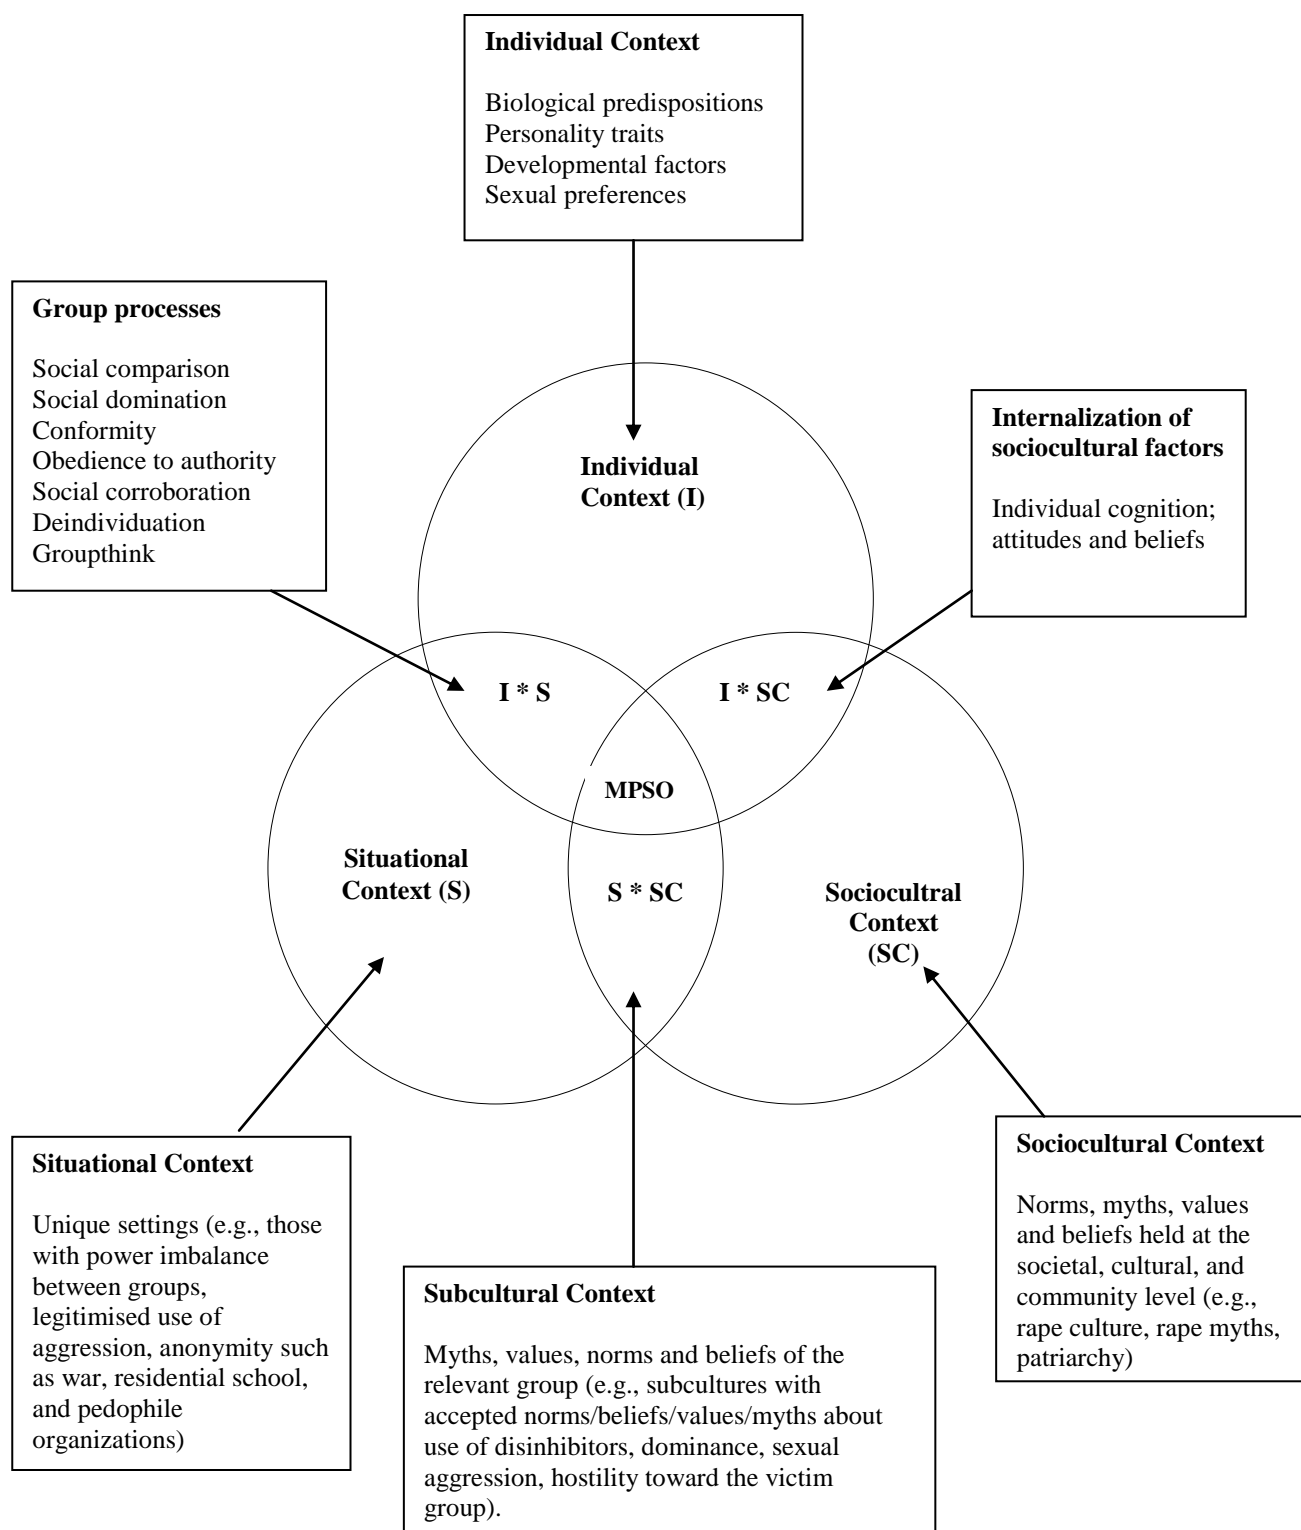 Individual Context
Biological predispositions
Personality traits
Developmental factors
Sexual preferences
Group processes
Social comparison
Social domination
Conformity
Obedience to authority
Social corroboration
Deindividuation
Groupthink
Internalization of
sociocultural factors
Individual cognition;
attitudes and beliefs
Individual
Context (I)
I * S
I * SC
MPSO
Situational
Context (S)
S * SC
Sociocultral
Context
(SC)
Situational Context
Unique settings (e.g., those
with power imbalance
between groups,
legitimised use of
aggression, anonymity such
as war, residential school,
and pedophile
organizations)
Subcultural Context
Myths, values, norms and beliefs of the
relevant group (e.g., subcultures with
accepted norms/beliefs/values/myths about
use of disinhibitors, dominance, sexual
aggression, hostility toward the victim
group).
Sociocultural Context
Norms, myths, values
and beliefs held at the
societal, cultural, and
community level (e.g.,
rape culture, rape myths,
patriarchy)